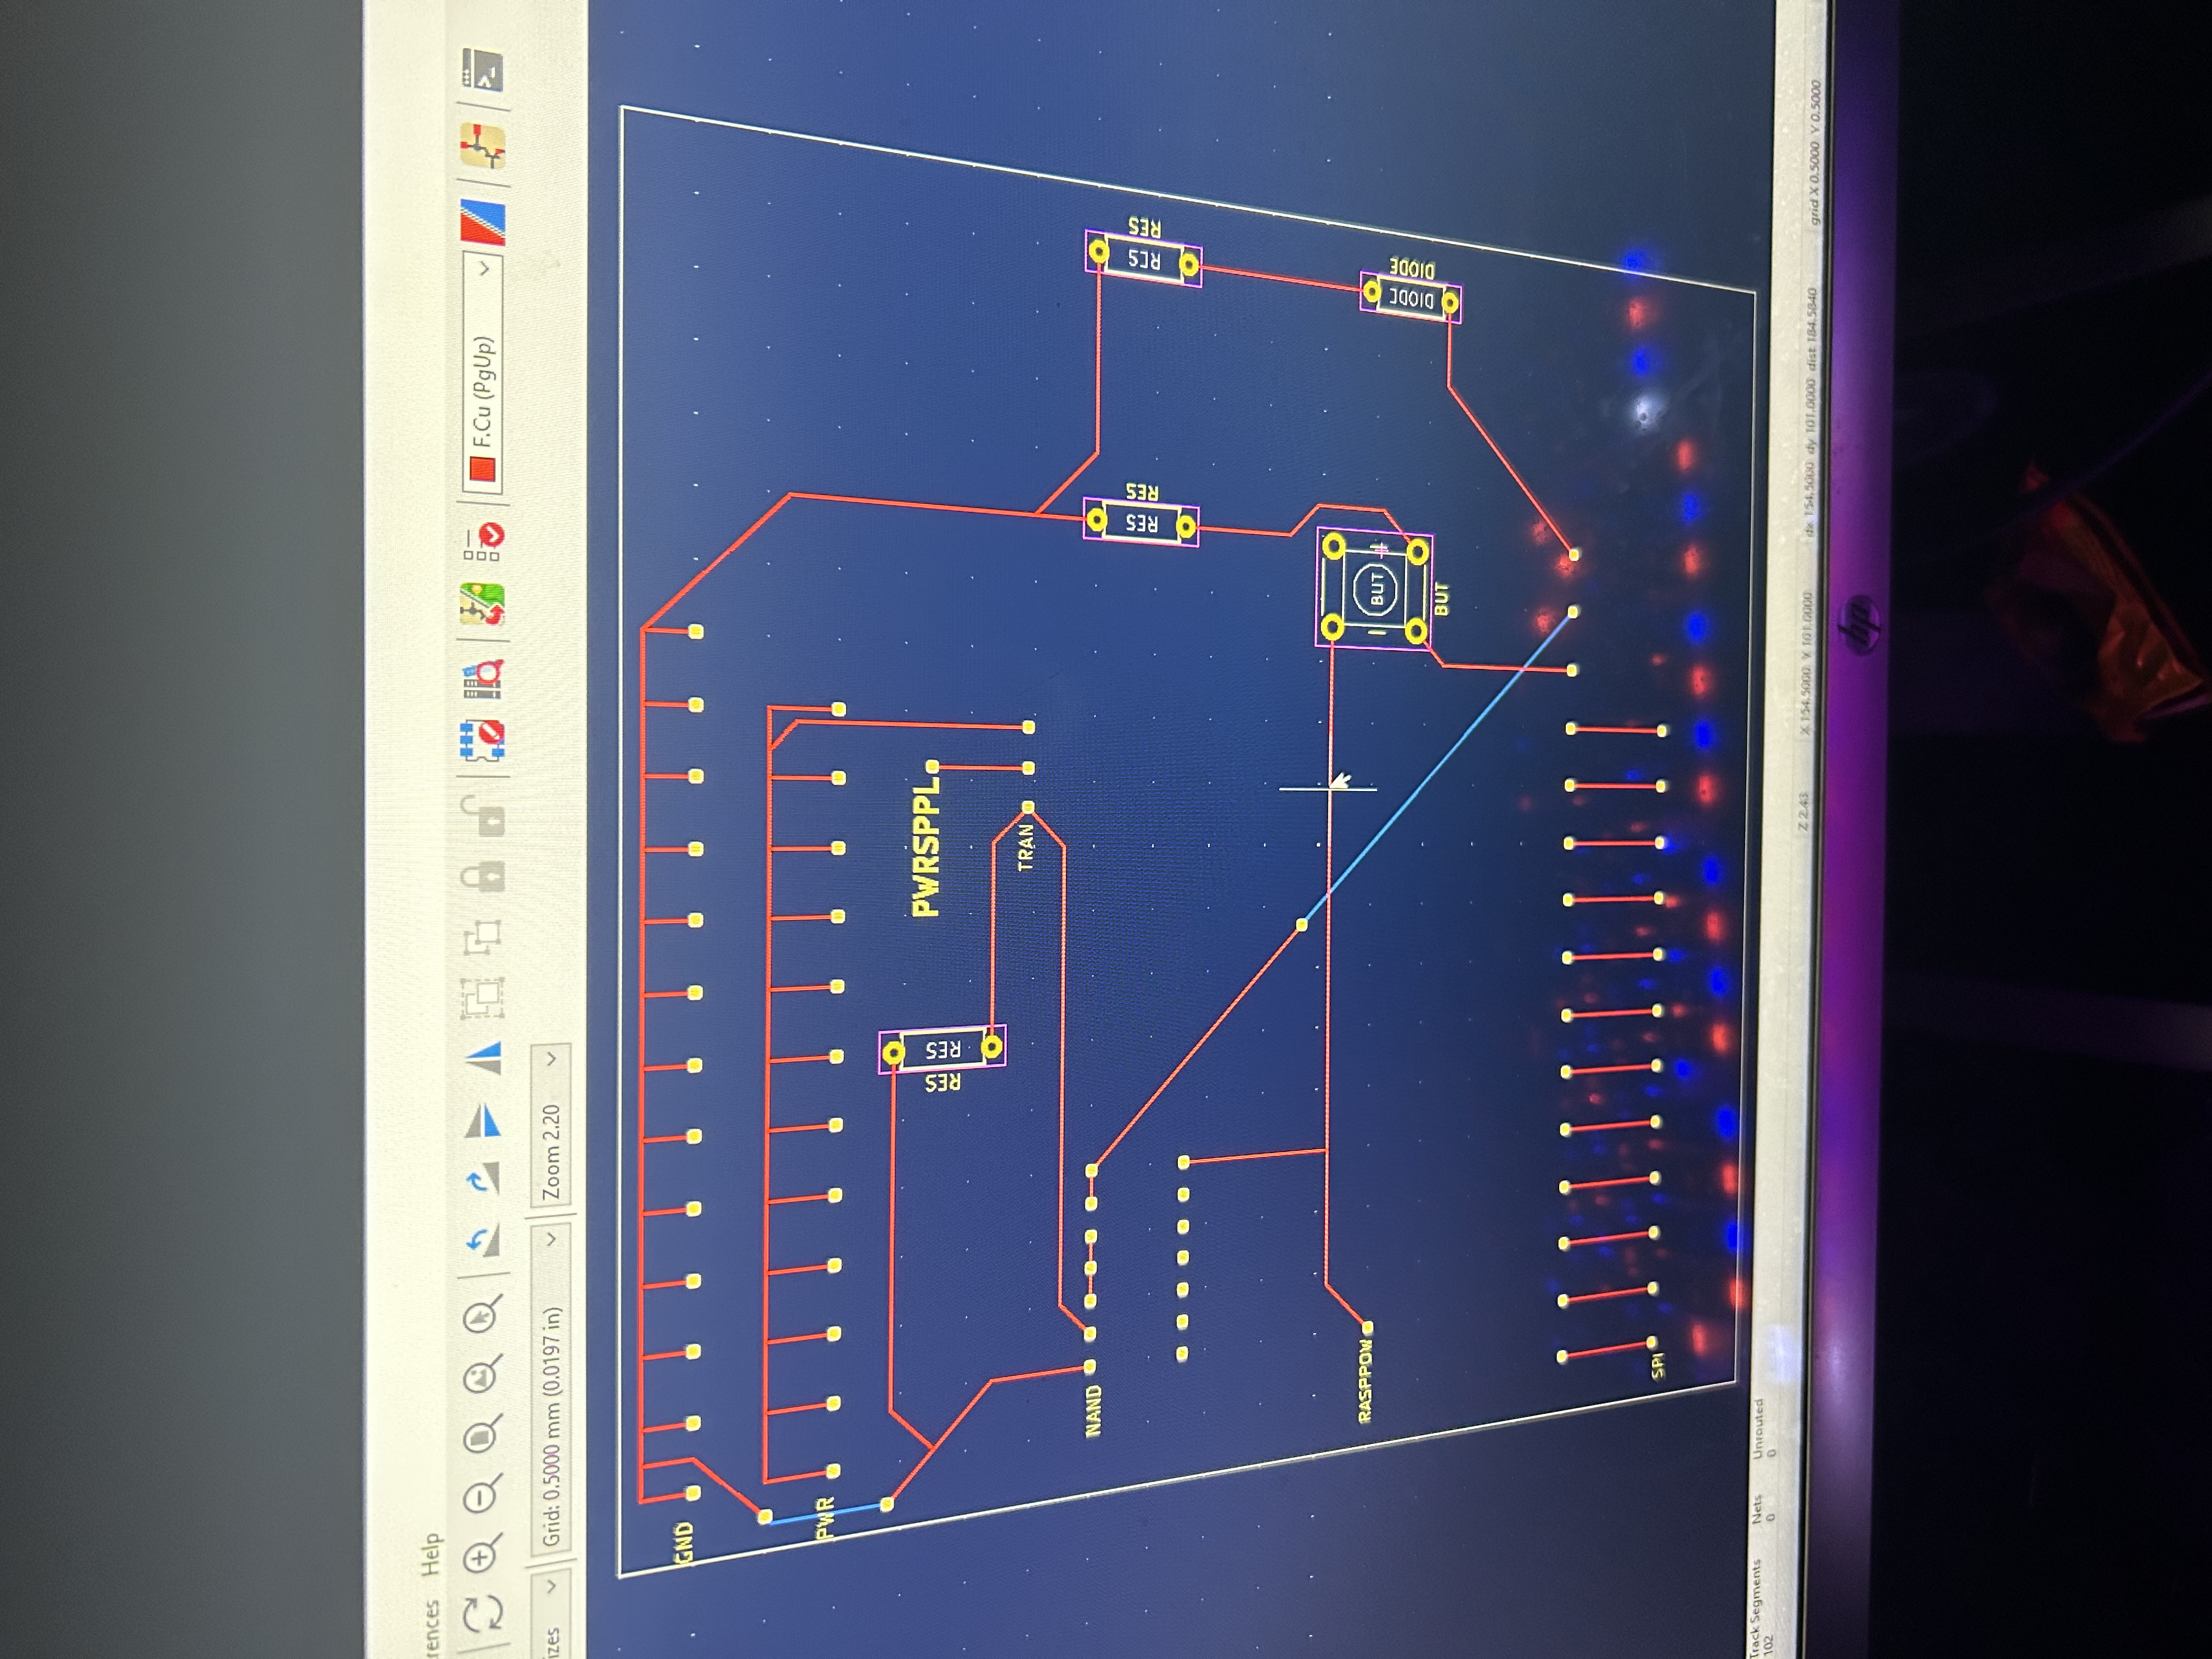 rences Help
F.Cu (PgUp)
izes
Grid: 0.5000 mm (0.0197 in)
Zoom 2.20
GND
PWR
RES
RES
PWRSPPL
TRAN
NAND
RES
RES
RES
RES
RASPPOW
BUT
BUT
DIODE
DIODE
SPI
Track Segments
102
Nets
0
Unrouted
0
Z 2.43
X 154.5000 Y 101.0000
dx 154.5000 dy 101.0000 dist 184.5840
grid X 0.5000 Y 0.5000
hp